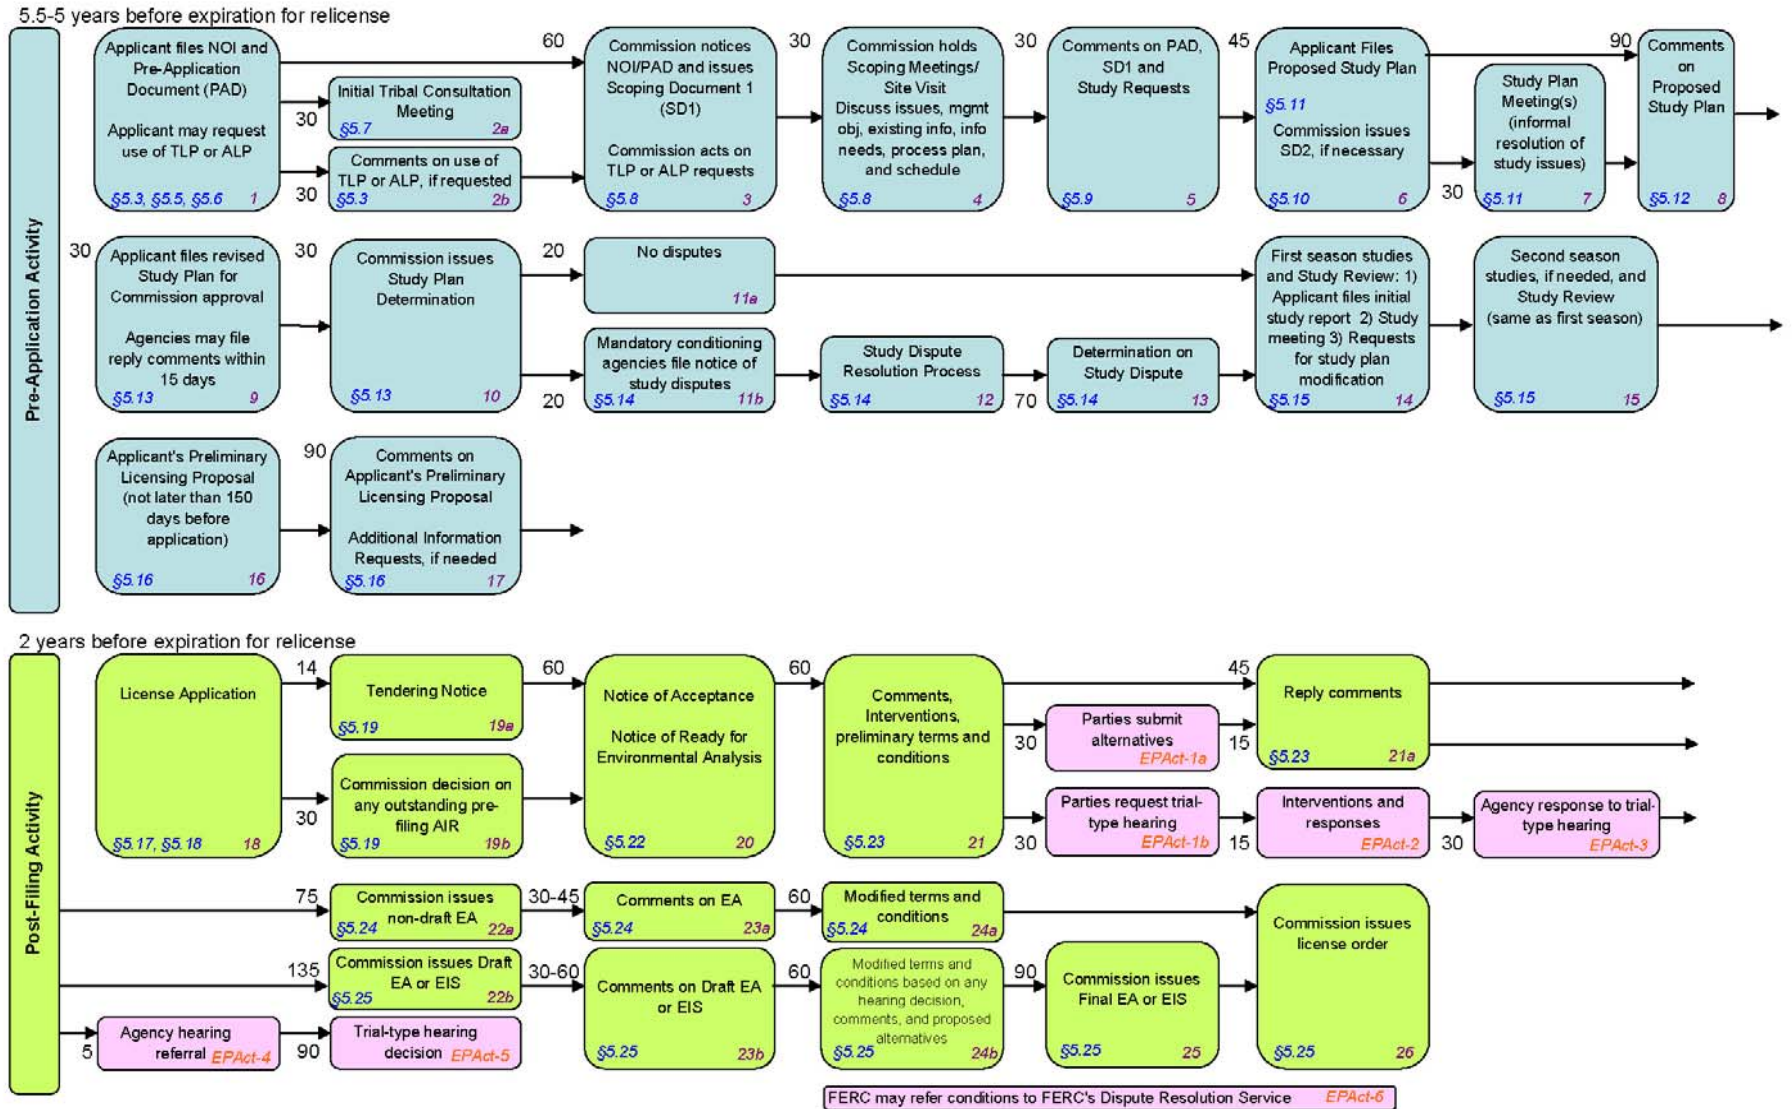 5.5-5 years before expiration for relicense
Pre-Application Activity
Applicant files NOI and
Pre-Application
Document (PAD)
Applicant may request
use of TLP or ALP
§5.3, §5.5, §5.6 1
30
Initial Tribal Consultation
Meeting
§5.7 2a
30
Comments on use of
TLP or ALP, if requested
§5.3 2b
60
Commission notices
NOI/PAD and issues
Scoping Document 1
(SD1)
Commission acts on
TLP or ALP requests
§5.8 3
30
Commission holds
Scoping Meetings/
Site Visit
Discuss issues, mgmt
obj, existing info, info
needs, process plan,
and schedule
§5.8 4
30
Comments on PAD,
SD1 and
Study Requests
§5.9 5
45
Applicant Files
Proposed Study Plan
§5.11
Commission issues
SD2, if necessary
§5.10 6
30
Study Plan
Meeting(s)
(informal
resolution of
study issues)
§5.11 7
90
Comments
on
Proposed
Study Plan
§5.12 8
30
Applicant files revised
Study Plan for
Commission approval
Agencies may file
reply comments within
15 days
§5.13 9
30
Commission issues
Study Plan
Determination
§5.13 10
20
No disputes
11a
20
Mandatory conditioning
agencies file notice of
study disputes
§5.14 11b
Study Dispute
Resolution Process
§5.14 12
70
Determination on
Study Dispute
§5.14 13
First season studies
and Study Review: 1)
Applicant files initial
study report 2) Study
meeting 3) Requests
for study plan
modification
§5.15 14
Second season
studies, if needed, and
Study Review
(same as first season)
§5.15 15
Applicant's Preliminary
Licensing Proposal
(not later than 150
days before
application)
§5.16 16
90
Comments on
Applicant's Preliminary
Licensing Proposal
Additional Information
Requests, if needed
§5.16 17
2 years before expiration for relicense
Post-Filing Activity
License Application
§5.17, §5.18 18
14
Tendering Notice
§5.19 19a
30
Commission decision on
any outstanding pre-
filing AIR
§5.19 19b
60
Notice of Acceptance
Notice of Ready for
Environmental Analysis
§5.22 20
60
Comments,
Interventions,
preliminary terms and
conditions
§5.23 21
30
Parties submit
alternatives
EPAct-1a
15
45
Reply comments
§5.23 21a
30
Parties request trial-
type hearing
EPAct-1b
15
Interventions and
responses
EPAct-2
30
Agency response to trial-
type hearing
EPAct-3
75
Commission issues
non-draft EA
§5.24 22a
30-45
Comments on EA
§5.24 23a
60
Modified terms and
conditions
§5.24 24a
135
Commission issues Draft
EA or EIS
§5.25 22b
30-60
Comments on Draft EA
or EIS
§5.25 23b
60
Modified terms and
conditions based on any
hearing decision,
comments, and proposed
alternatives
§5.25 24b
90
Commission issues
Final EA or EIS
§5.25 25
Commission issues
license order
§5.25 26
5
Agency hearing
referral EPAct-4
90
Trial-type hearing
decision EPAct-5
FERC may refer conditions to FERC's Dispute Resolution Service EPAct-6